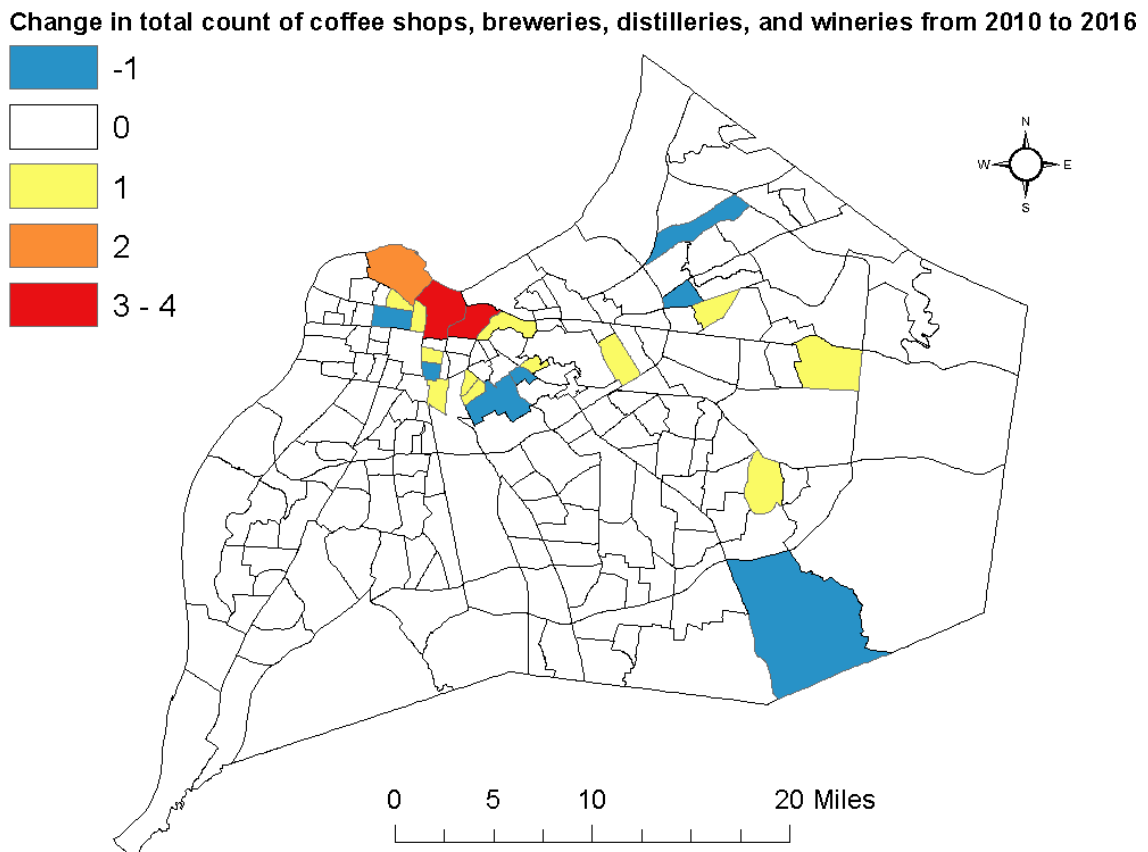 Change in total count of coffee shops, breweries, distilleries, and wineries from 2010 to 2016
-1
0
1
2
3 - 4
N
W E
S
0 5 10 20 Miles